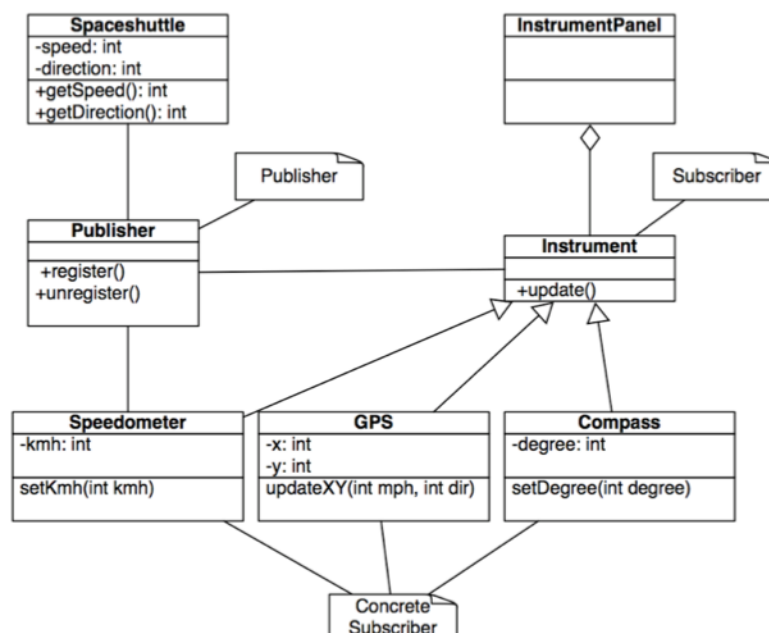 Spaceshuttle
-speed: int
-direction: int
+getSpeed(): int
+getDirection(): int
InstrumentPanel
Publisher
Subscriber
Publisher
+register()
+unregister()
Instrument
+update()
Speedometer
-kmh: int
setKmh(int kmh)
GPS
-x: int
-y: int
updateXY(int mph, int dir)
Compass
-degree: int
setDegree(int degree)
Concrete
Subscriber